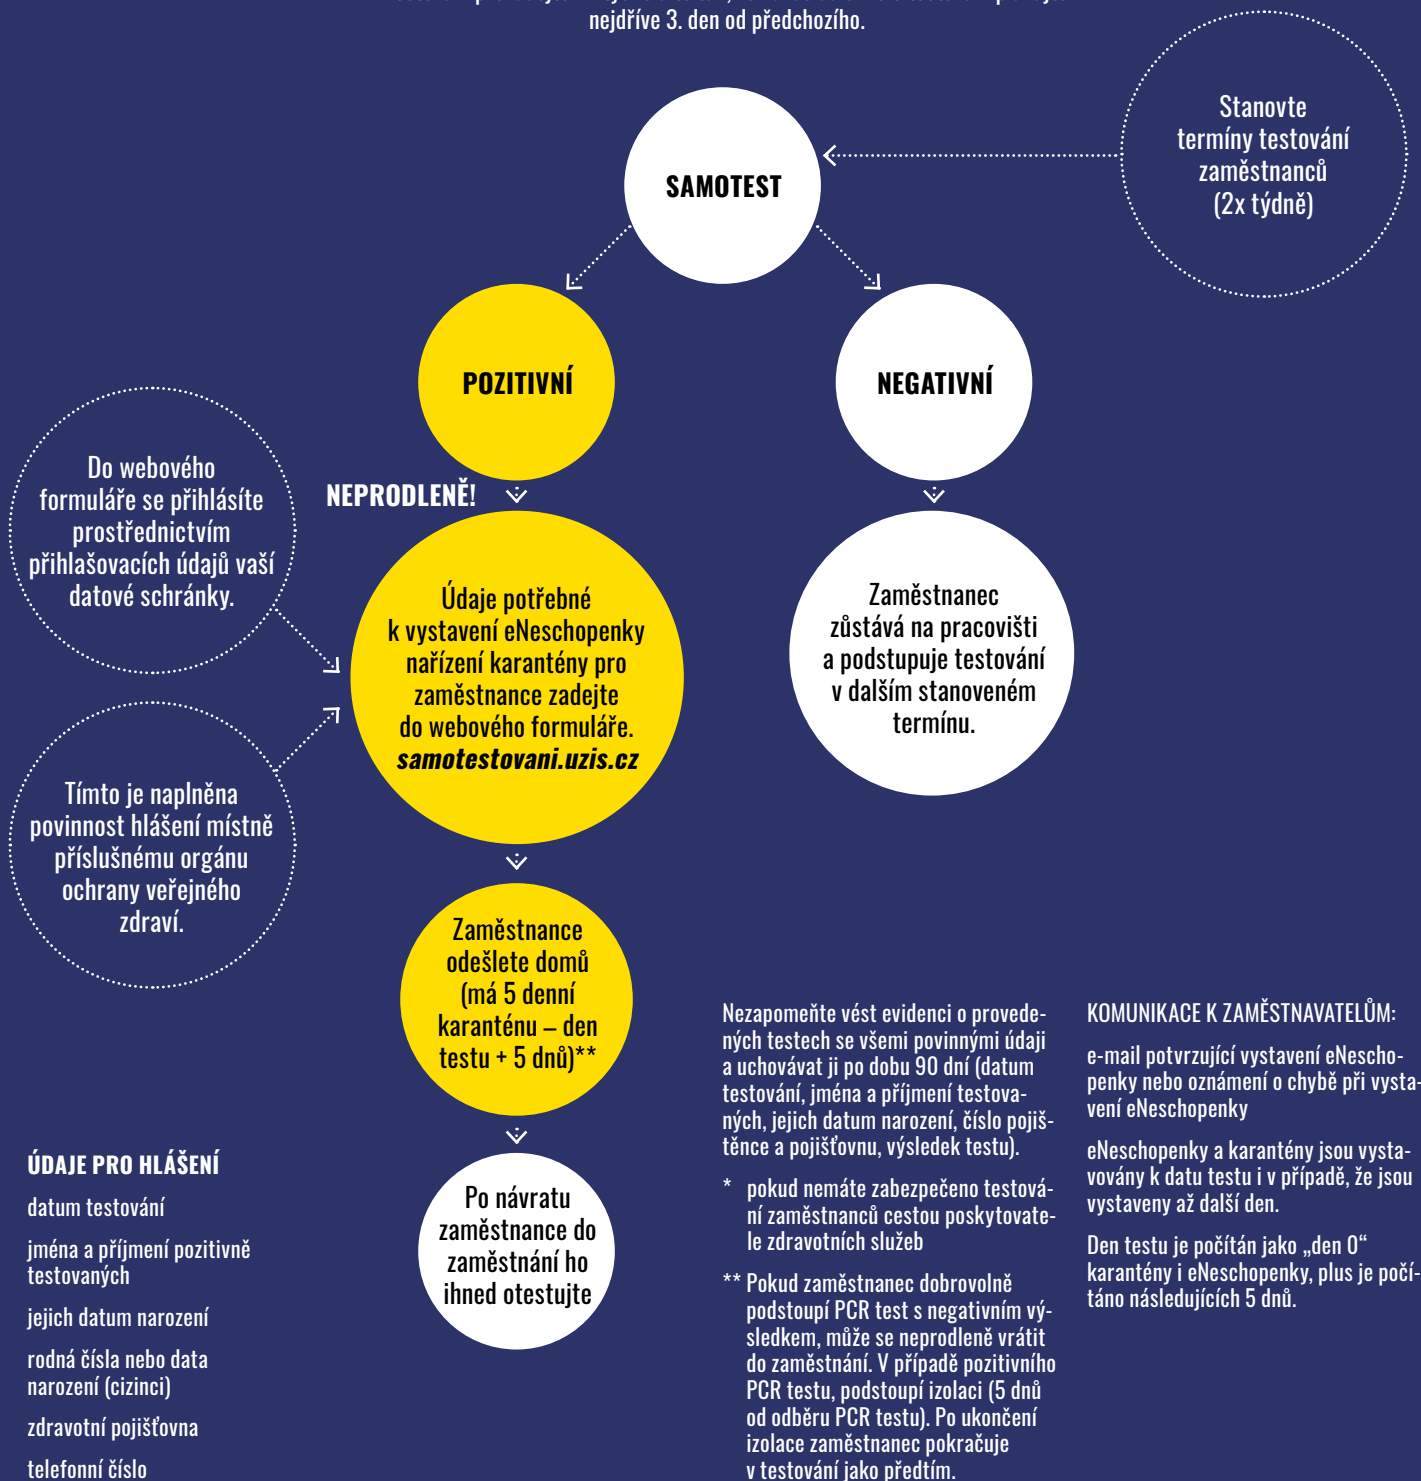 nejdříve 3. den od předchozího.
Stanovte
termíny testování
zaměstnanců
(2x týdně)
SAMOTEST
POZITIVNÍ
NEGATIVNÍ
Do webového
formuláře se přihlásíte
prostřednictvím
přihlašovacích údajů vaší
datové schránky.
NEPRODLENĚ!
Údaje potřebné
k vystavení eNeschopenky
nařízení karantény pro
zaměstnance zadejte
do webového formuláře.
samotestovani.uzis.cz
Zaměstnanec
zůstává na pracovišti
a podstupuje testování
v dalším stanoveném
termínu.
Tímto je naplněna
povinnost hlášení místně
příslušnému orgánu
ochrany veřejného
zdraví.
Zaměstnance
odešlete domů
(má 5 denní
karanténu – den
testu + 5 dnů)**
Po návratu
zaměstnance do
zaměstnání ho
ihned otestujte
ÚDAJE PRO HLÁŠENÍ
datum testování
jména a příjmení pozitivně
testovaných
jejich datum narození
rodná čísla nebo data
narození (cizinci)
zdravotní pojišťovna
telefonní číslo
Nezapomeňte vést evidenci o provede-
ných testech se všemi povinnými údaji
a uchovávat ji po dobu 90 dní (datum
testování, jména a příjmení testova-
ných, jejich datum narození, číslo pojiš-
těnce a pojišťovnu, výsledek testu).
* pokud nemáte zabezpečeno testová-
ní zaměstnanců cestou poskytovate-
le zdravotních služeb
** Pokud zaměstnanec dobrovolně
podstoupí PCR test s negativním vý-
sledkem, může se neprodleně vrátit
do zaměstnání. V případě pozitivního
PCR testu, podstoupí izolaci (5 dnů
od odběru PCR testu). Po ukončení
izolace zaměstnanec pokračuje
v testování jako předtím.
KOMUNIKACE K ZAMĚSTNAVATELŮM:
e-mail potvrzující vystavení eNescho-
penky nebo oznámení o chybě při vysta-
vení eNeschopenky
eNeschopenky a karantény jsou vysta-
vovány k datu testu i v případě, že jsou
vystaveny až další den.
Den testu je počítán jako „den 0“
karantény i eNeschopenky, plus je počí-
táno následujících 5 dnů.